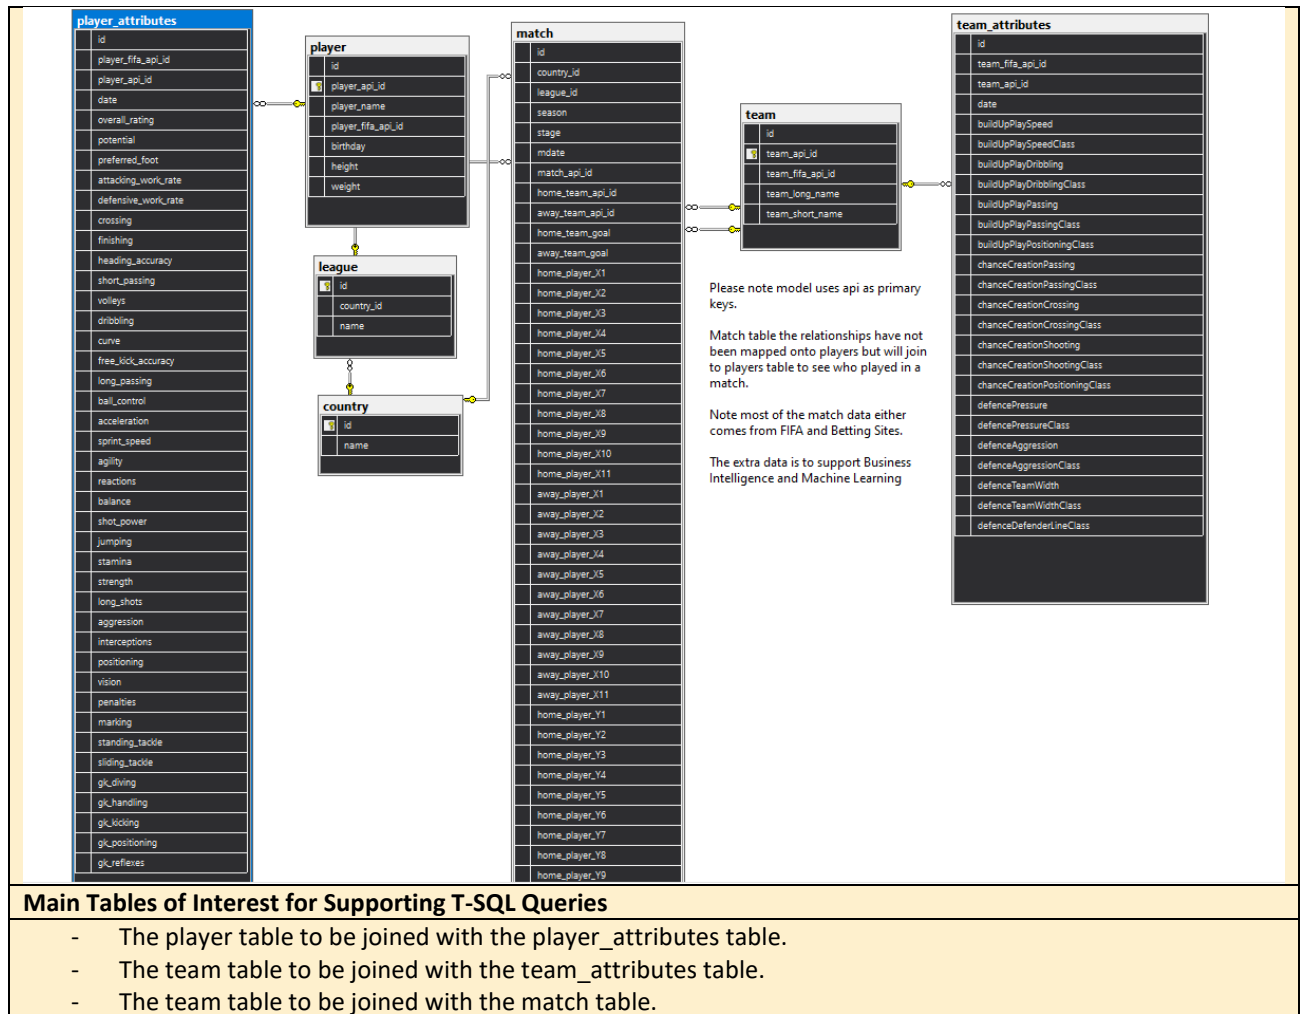 player_attributes
id
player_fifa_api_id
player_api_id
date
overall_rating
potential
preferred_foot
attacking_work_rate
defensive_work_rate
crossing
finishing
heading_accuracy
short_passing
volleys
dribbling
curve
free_kick_accuracy
long_passing
ball_control
acceleration
sprint_speed
agility
reactions
balance
shot_power
jumping
stamina
strength
long_shots
aggression
interceptions
positioning
vision
penalties
marking
standing_tackle
sliding_tackle
gk_diving
gk_handling
gk_kicking
gk_positioning
gk_reflexes
player
id
player_api_id
player_name
player_fifa_api_id
birthday
height
weight
league
id
country_id
name
country
id
name
match
id
country_id
league_id
season
stage
mdate
match_api_id
home_team_api_id
away_team_api_id
home_team_goal
away_team_goal
home_player_X1
home_player_X2
home_player_X3
home_player_X4
home_player_X5
home_player_X6
home_player_X7
home_player_X8
home_player_X9
home_player_X10
home_player_X11
away_player_X1
away_player_X2
away_player_X3
away_player_X4
away_player_X5
away_player_X6
away_player_X7
away_player_X8
away_player_X9
away_player_X10
away_player_X11
home_player_Y1
home_player_Y2
home_player_Y3
home_player_Y4
home_player_Y5
home_player_Y6
home_player_Y7
home_player_Y8
home_player_Y9
team
id
team_api_id
team_fifa_api_id
team_long_name
team_short_name
Please note model uses api as primary
keys.
Match table the relationships have not
been mapped onto players but will join
to players table to see who played in a
match.
Note most of the match data either
comes from FIFA and Betting Sites.
The extra data is to support Business
Intelligence and Machine Learning
team_attributes
id
team_fifa_api_id
team_api_id
date
buildUpPlaySpeed
buildUpPlaySpeedClass
buildUpPlayDribbling
buildUpPlayDribblingClass
buildUpPlayPassing
buildUpPlayPassingClass
buildUpPlayPositioningClass
chanceCreationPassing
chanceCreationPassingClass
chanceCreationCrossing
chanceCreationCrossingClass
chanceCreationShooting
chanceCreationShootingClass
chanceCreationPositioningClass
defencePressure
defencePressureClass
defenceAggression
defenceAggressionClass
defenceTeamWidth
defenceTeamWidthClass
defenceDefenderLineClass
Main Tables of Interest for Supporting T-SQL Queries
- The player table to be joined with the player_attributes table.
- The team table to be joined with the team_attributes table.
- The team table to be joined with the match table.